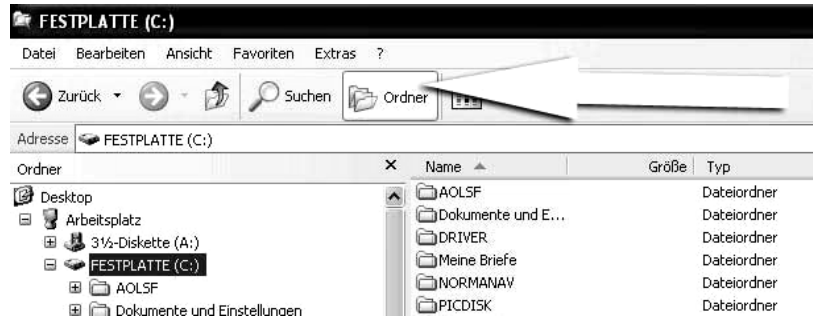 FESTPLATTE (C:)
Datei Bearbeiten Ansicht Favoriten Extras ?
Zurück Suchen Ordner
Adresse FESTPLATTE (C:)
Ordner
Desktop
Arbeitsplatz
3½-Diskette (A:)
FESTPLATTE (C:)
AOLSF
Dokumente und Einstellungen
Name Größe Typ
AOLSF Dateiordner
Dokumente und E... Dateiordner
DRIVER Dateiordner
Meine Briefe Dateiordner
NORMANAV Dateiordner
PICDISK Dateiordner